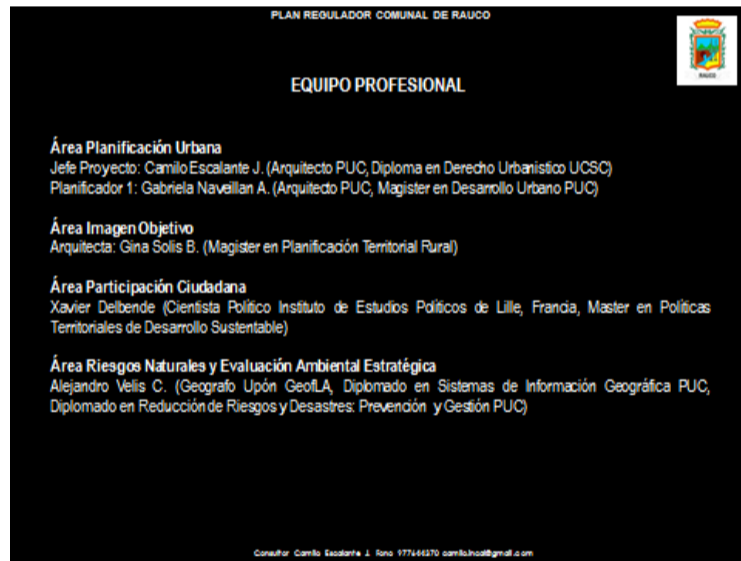 PLAN REGULADOR COMUNAL DE RAUCO
RAUCO
EQUIPO PROFESIONAL
Área Planificación Urbana
Jefe Proyecto: Camilo Escalante J. (Arquitecto PUC, Diploma en Derecho Urbanistico UCSC)
Planificador 1: Gabriela Naveillan A. (Arquitecto PUC, Magister en Desarrollo Urbano PUC)
Área Imagen Objetivo
Arquitecta: Gina Solis B. (Magister en Planificación Territorial Rural)
Área Participación Ciudadana
Xavier Delbende (Cientista Político Instituto de Estudios Políticos de Lille, Francia, Master en Políticas
Territoriales de Desarrollo Sustentable)
Área Riesgos Naturales y Evaluación Ambiental Estratégica
Alejandro Velis C. (Geografo Upón GeofLA, Diplomado en Sistemas de Información Geográfica PUC,
Diplomado en Reducción de Riesgos y Desastres: Prevención y Gestión PUC)
Consultor Camilo Escalante J. Fono